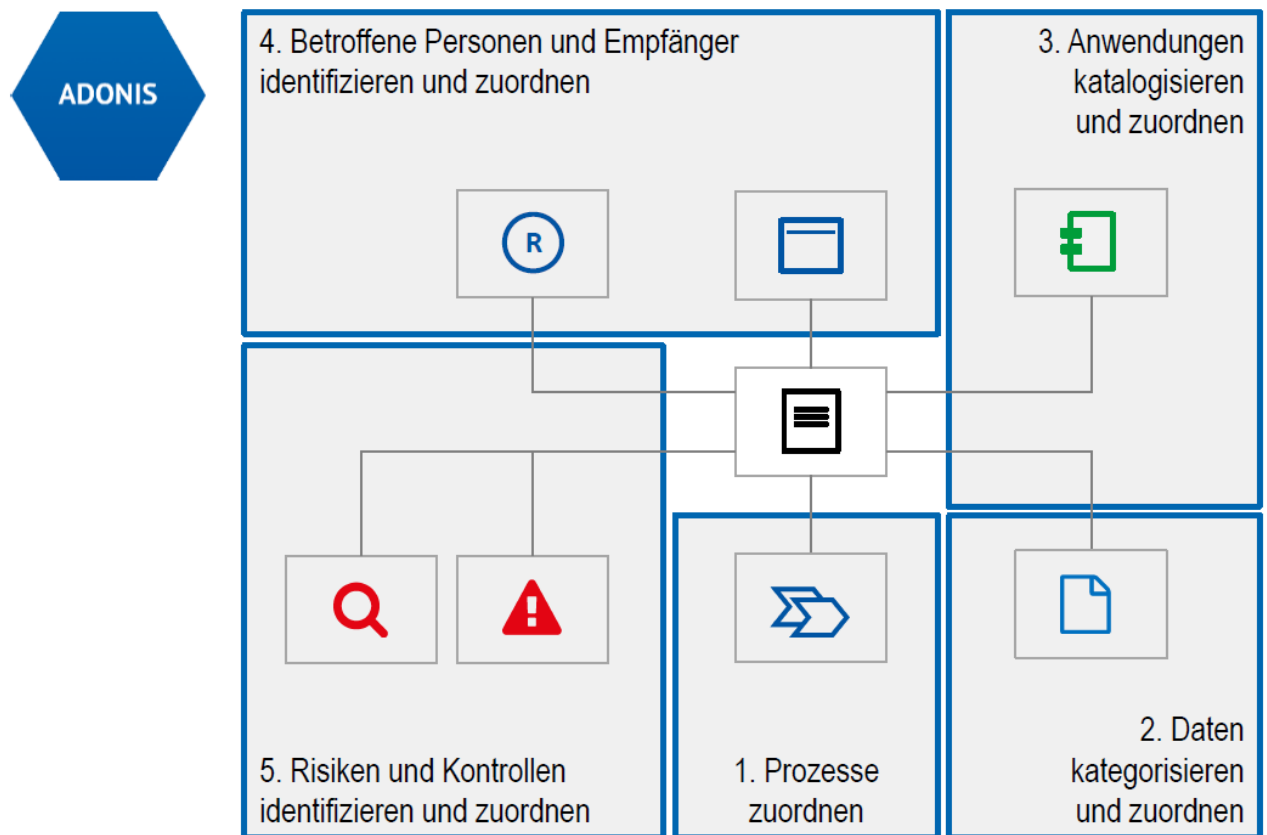 ADONIS
4. Betroffene Personen und Empfänger
identifizieren und zuordnen
3. Anwendungen
katalogisieren
und zuordnen
R
5. Risiken und Kontrollen
identifizieren und zuordnen
1. Prozesse
zuordnen
2. Daten
kategorisieren
und zuordnen